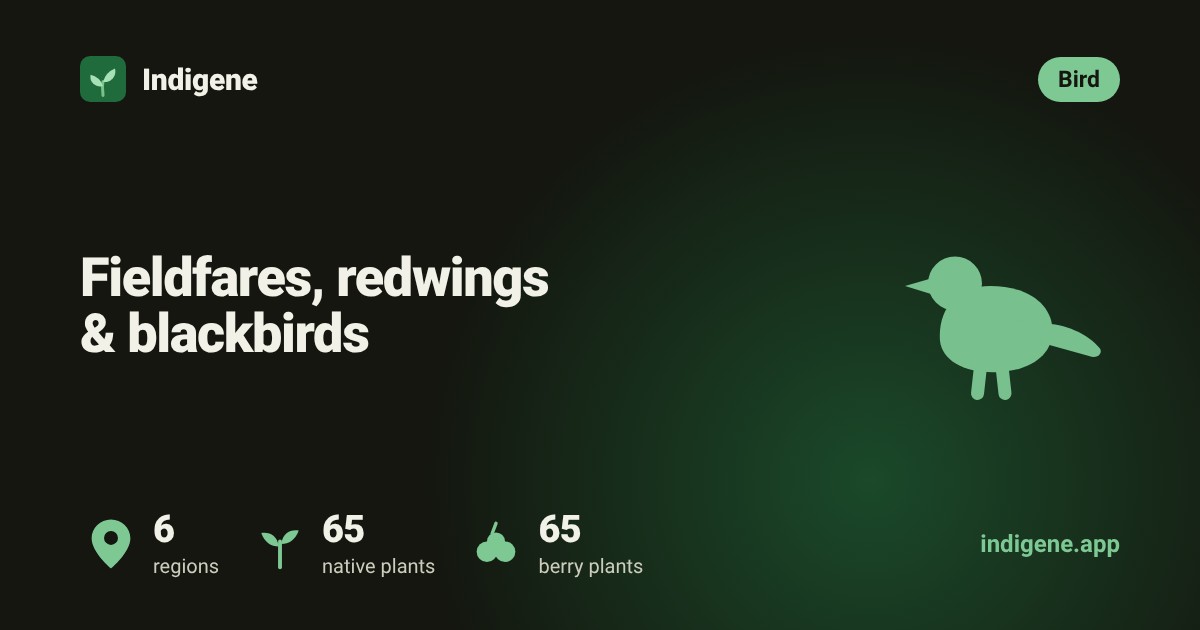 Indigene
Bird
Fieldfares, redwings
& blackbirds
6
regions
65
native plants
65
berry plants
indigene.app